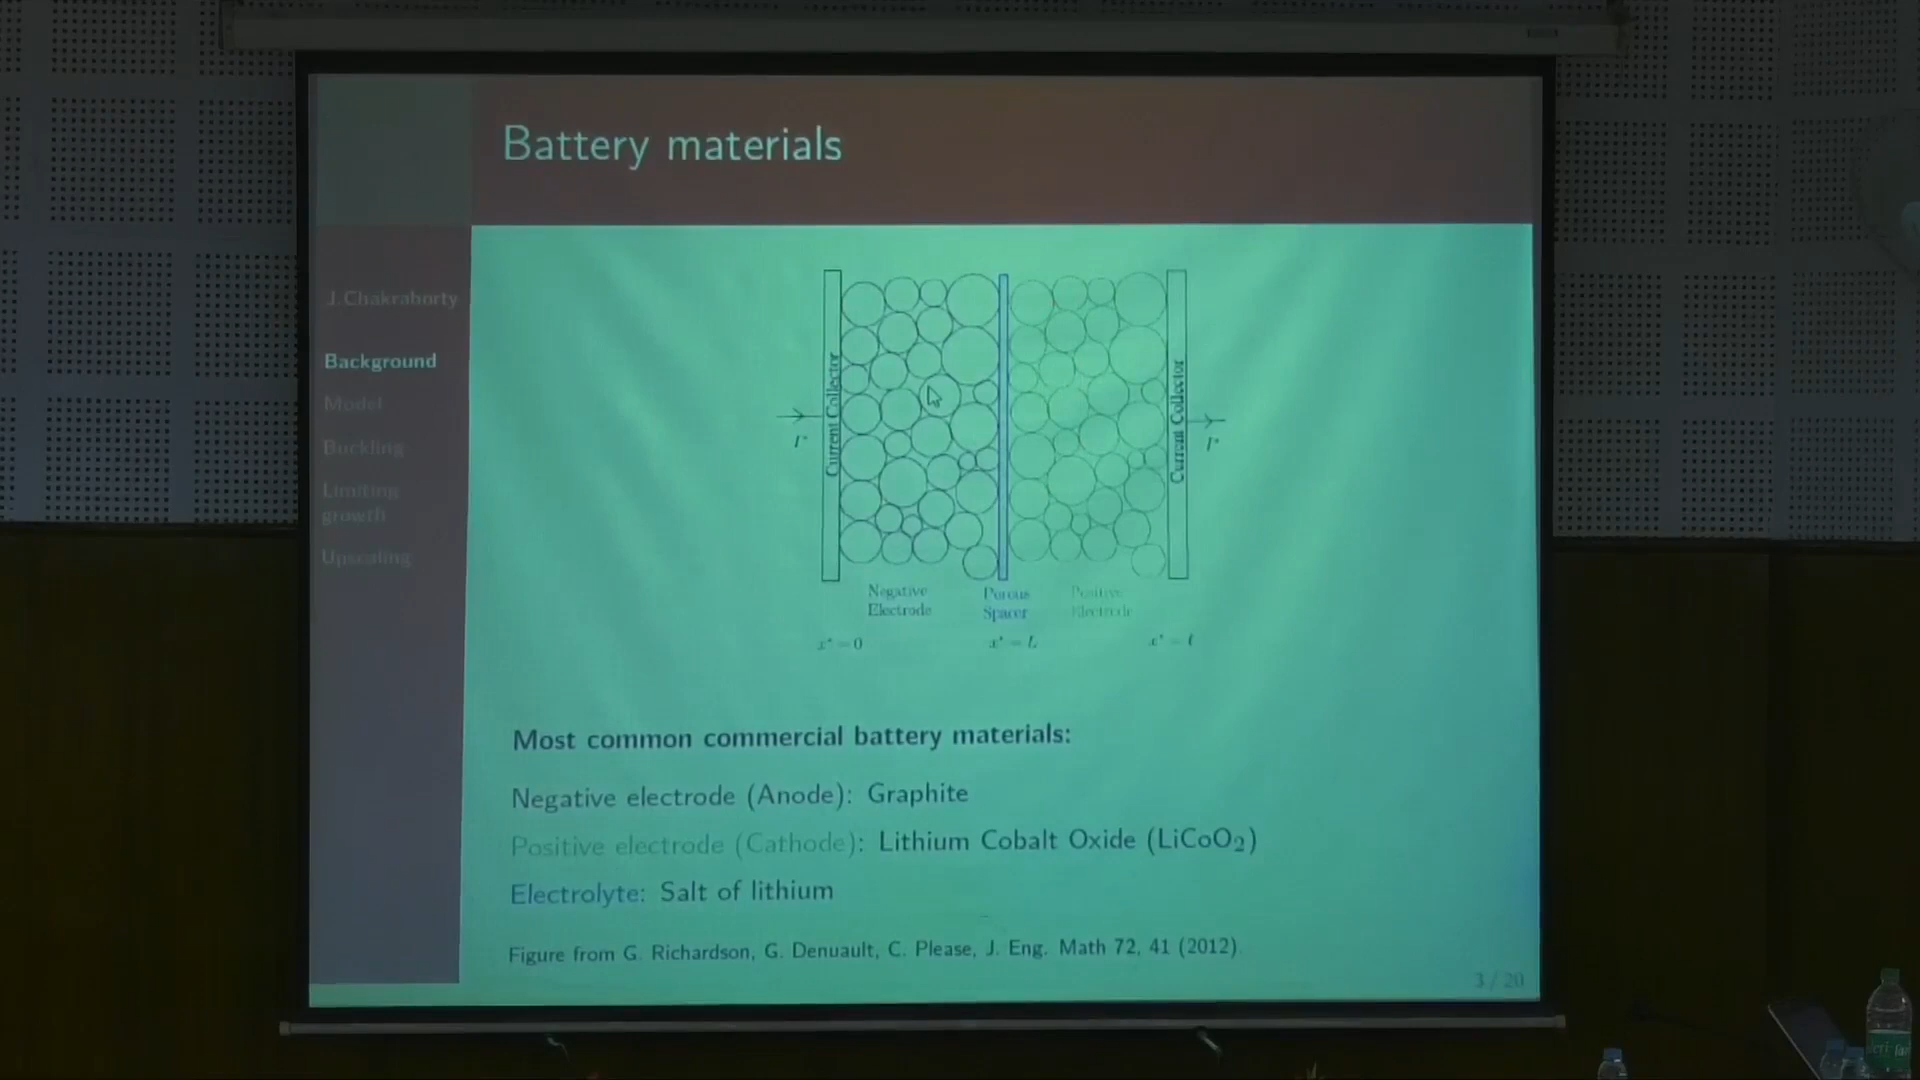 Battery materials
J.Chakraborty
Background
Model
Buckling
Limiting
growth
Upscaling
Current Collector
Current Collector
I*
I*
Negative
Electrode
Porous
Spacer
Positive
Electrode
x* = 0
x* = L
Most common commercial battery materials:
Negative electrode (Anode): Graphite
Positive electrode (Cathode): Lithium Cobalt Oxide (LiCoO₂)
Electrolyte: Salt of lithium
Figure from G. Richardson, G. Denuault, C. Please, J. Eng. Math 72, 41 (2012).
3 / 20